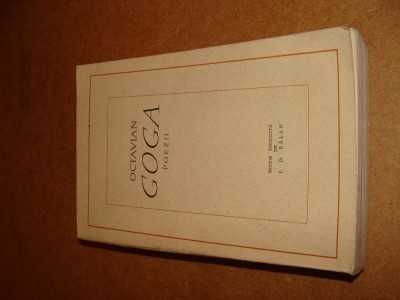 OCTAVIAN
GOGA
POEZII
EDIȚIE ÎNGRIJITĂ
DE
I. D. BĂLAN